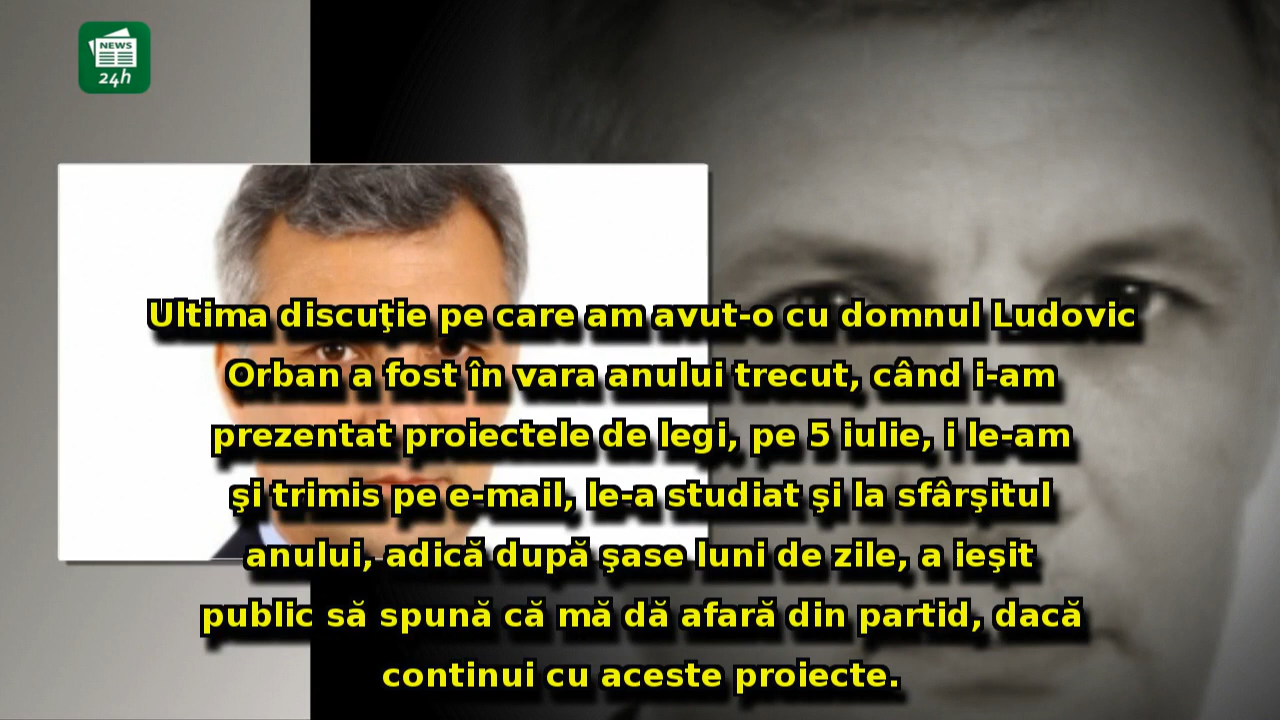 NEWS
24h
Ultima discuţie pe care am avut-o cu domnul Ludovic
Orban a fost în vara anului trecut, când i-am
prezentat proiectele de legi, pe 5 iulie, i le-am
şi trimis pe e-mail, le-a studiat şi la sfârşitul
anului, adică după şase luni de zile, a ieşit
public să spună că mă dă afară din partid, dacă
continui cu aceste proiecte.